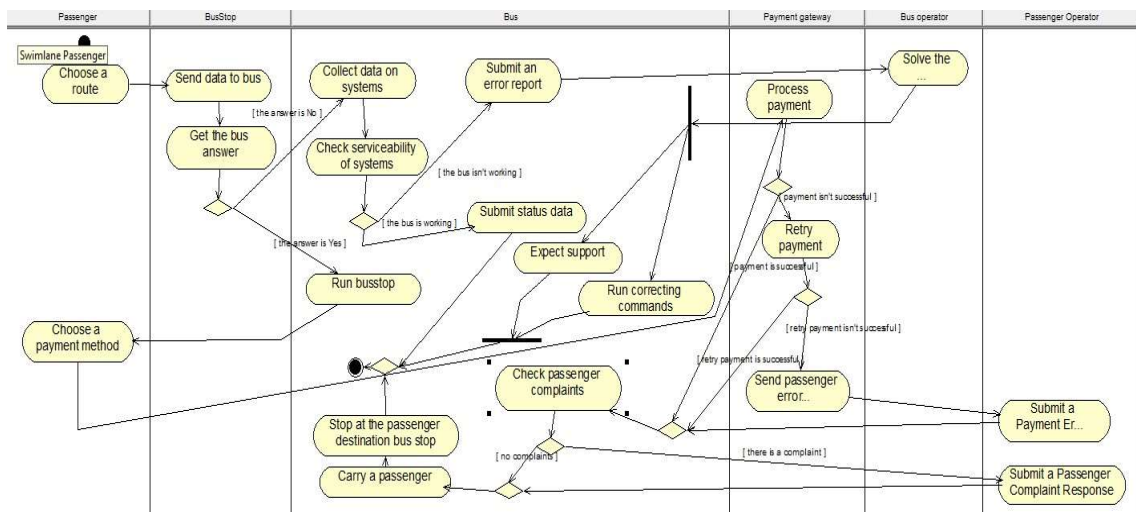 Passenger
BusStop
Bus
Payment gateway
Bus operator
Passenger Operator
Swimlane Passenger
Choose a
route
Send data to bus
Get the bus
answer
[ the answer is No ]
[ the answer is Yes ]
Collect data on
systems
Check serviceability
of systems
[ the bus isn't working ]
[ the bus is working ]
Submit an
error report
Submit status data
Expect support
Run correcting
commands
Run busstop
Choose a
payment method
Process
payment
[ payment isn't successful ]
Retry
payment
[ payment is successful ]
[ retry payment isn't succesful ]
[ retry payment is successful
Send passenger
error...
Solve the
...
Submit a
Payment Er...
Check passenger
complaints
[ no complaints ]
[ there is a complaint ]
Stop at the passenger
destination bus stop
Carry a passenger
Submit a Passenger
Complaint Response